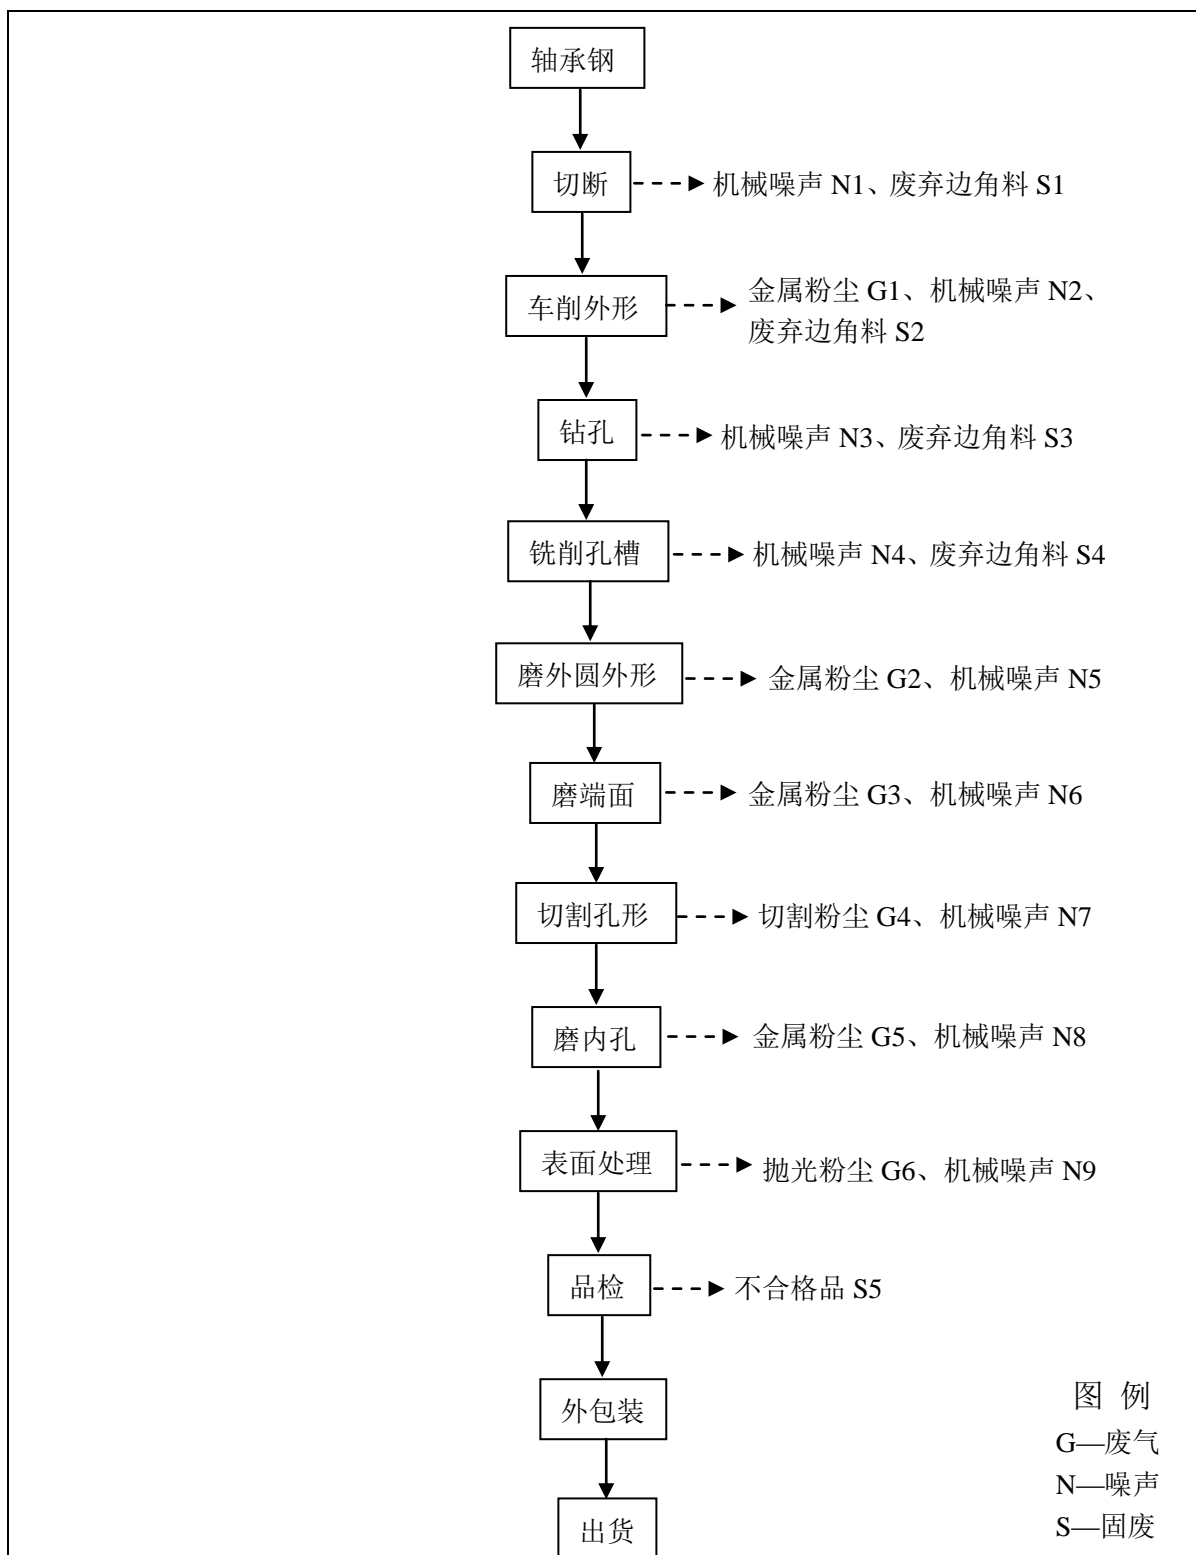 轴承钢
切断
机械噪声 N1、废弃边角料 S1
车削外形
金属粉尘 G1、机械噪声 N2、
废弃边角料 S2
钻孔
机械噪声 N3、废弃边角料 S3
铣削孔槽
机械噪声 N4、废弃边角料 S4
磨外圆外形
金属粉尘 G2、机械噪声 N5
磨端面
金属粉尘 G3、机械噪声 N6
切割孔形
切割粉尘 G4、机械噪声 N7
磨内孔
金属粉尘 G5、机械噪声 N8
表面处理
抛光粉尘 G6、机械噪声 N9
品检
不合格品 S5
外包装
出货
图 例
G—废气
N—噪声
S—固废